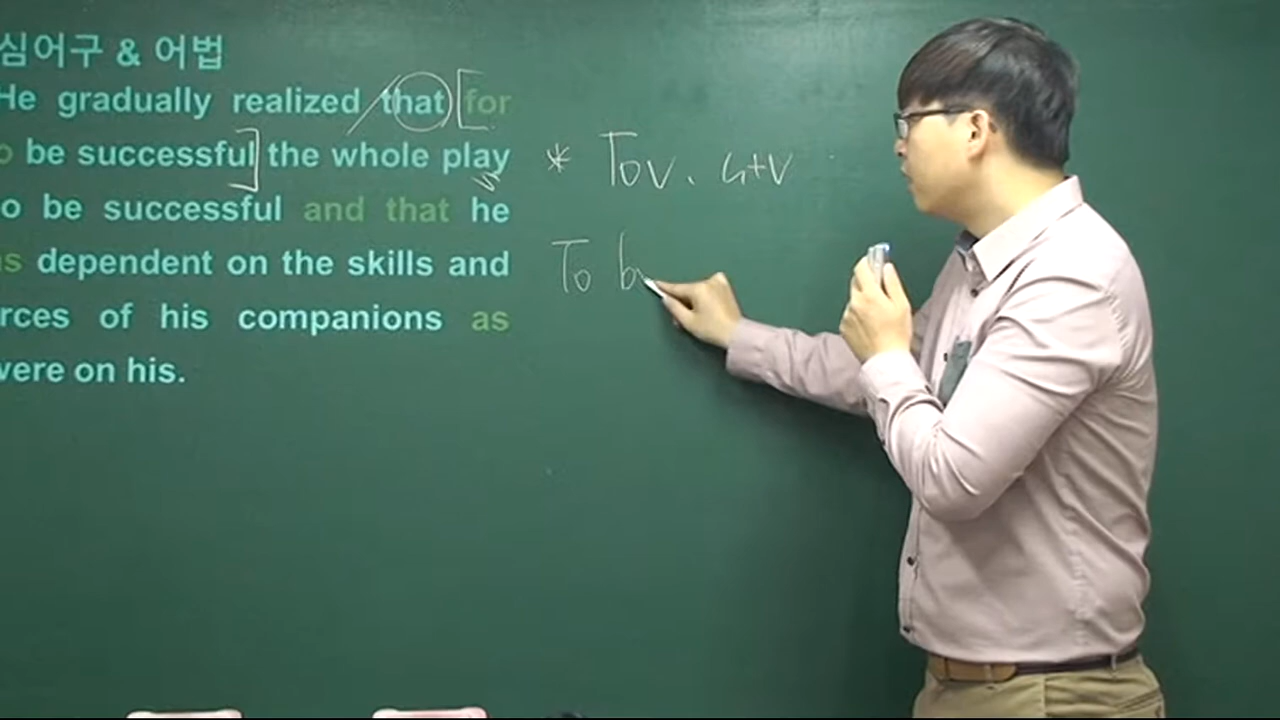 심어구 & 어법
He gradually realized that for
o be successful the whole play
o be successful and that he
as dependent on the skills and
rces of his companions as
were on his.
* To V. S+V
To b